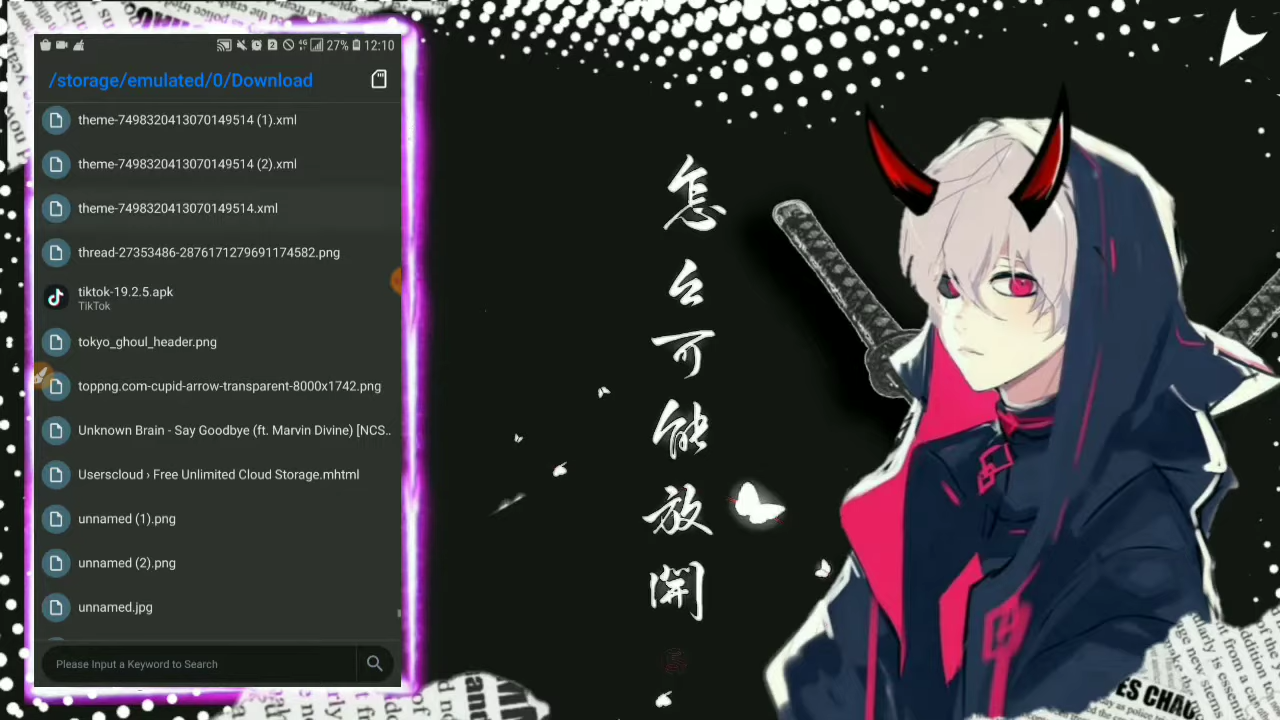 27% 12:10
/storage/emulated/0/Download
theme-7498320413070149514 (1).xml
theme-7498320413070149514 (2).xml
theme-7498320413070149514.xml
thread-27353486-2876171279691174582.png
tiktok-19.2.5.apk
TikTok
tokyo_ghoul_header.png
toppng.com-cupid-arrow-transparent-8000x1742.png
Unknown Brain - Say Goodbye (ft. Marvin Divine) [NCS..
Userscloud › Free Unlimited Cloud Storage.mhtml
unnamed (1).png
unnamed (2).png
unnamed.jpg
Please Input a Keyword to Search
怎
么
可
能
放
開
ES CHAO